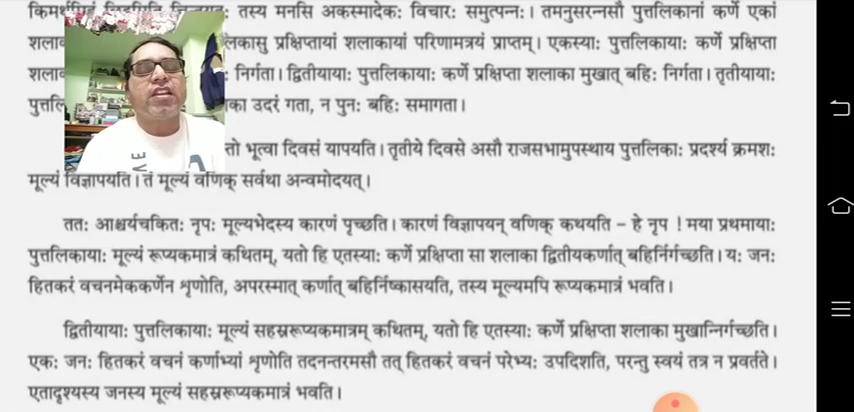 तस्य मनसि अकस्मादेक: विचार: समुत्पन्न:। तमनुसरन्नसौ पुत्तलिकानां कर्णे एकां
लिकासु प्रक्षिप्तायां शलाकायां परिणामत्रयं प्राप्तम्। एकस्या: पुत्तलिकाया: कर्णे प्रक्षिप्ता
शला निर्गता। द्वितीयाया: पुत्तलिकाया: कर्णे प्रक्षिप्ता शलाका मुखात् बहि: निर्गता। तृतीयाया:
पुत्तलि का उदरं गता, न पुन: बहि: समागता।
तो भूत्वा दिवसं यापयति। तृतीये दिवसे असौ राजसभामुपस्थाय पुत्तलिका: प्रदर्श्य क्रमश:
मूल्यं विज्ञापयति। तं मूल्यं वणिक् सर्वथा अन्वमोदयत्।
तत: आश्चर्यचकित: नृप: मूल्यभेदस्य कारणं पृच्छति। कारणं विज्ञापयन् वणिक् कथयति – हे नृप ! मया प्रथमाया:
पुत्तलिकाया: मूल्यं रूप्यकमात्रं कथितम्, यतो हि एतस्या: कर्णे प्रक्षिप्ता सा शलाका द्वितीयकर्णात् बहिर्निर्गच्छति। य: जन:
हितकरं वचनमेककर्णेन शृणोति, अपरस्मात् कर्णात् बहिर्निष्कासयति, तस्य मूल्यमपि रूप्यकमात्रं भवति।
द्वितीयाया: पुत्तलिकाया: मूल्यं सहस्ररूप्यकमात्रम् कथितम्, यतो हि एतस्या: कर्णे प्रक्षिप्ता शलाका मुखान्निर्गच्छति।
एक: जन: हितकरं वचनं कर्णाभ्यां शृणोति तदनन्तरमसौ तत् हितकरं वचनं परेभ्य: उपदिशति, परन्तु स्वयं तत्र न प्रवर्तते।
एतादृश्यस्य जनस्य मूल्यं सहस्ररूप्यकमात्रं भवति।